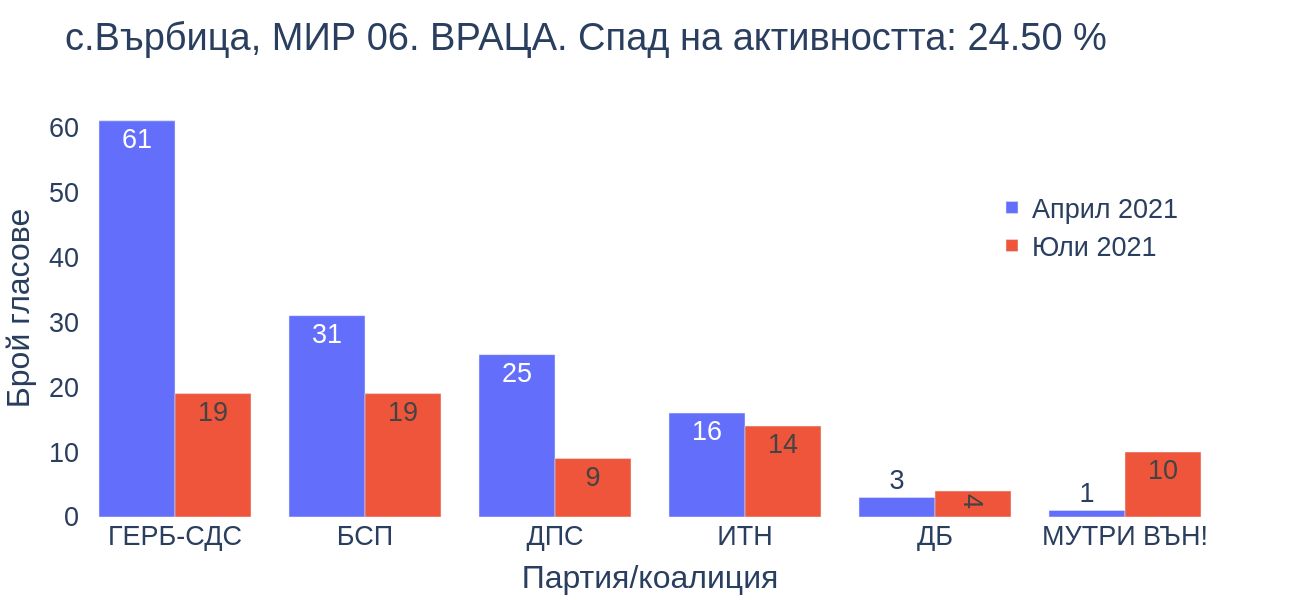 с.Върбица, МИР 06. ВРАЦА. Спад на активността: 24.50 %
Брой гласове
60
50
40
30
20
10
0
61
19
31
19
25
9
16
14
3
4
1
10
Април 2021
Юли 2021
ГЕРБ-СДС
БСП
ДПС
ИТН
ДБ
МУТРИ ВЪН!
Партия/коалиция